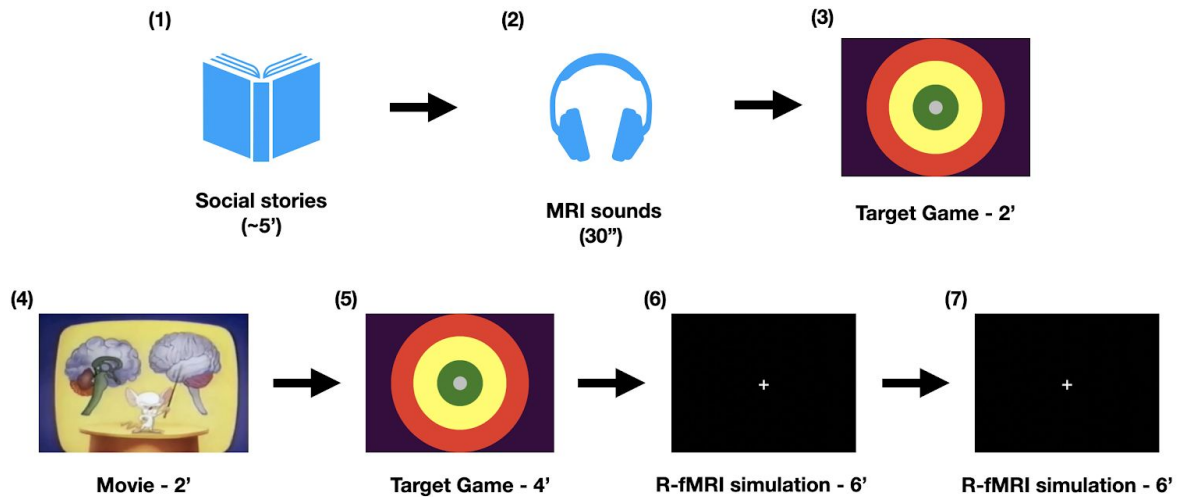 (1)
(2)
(3)
Social stories
(~5’)
MRI sounds
(30”)
Target Game - 2’
(4)
(5)
(6)
(7)
Movie - 2’
Target Game - 4’
R-fMRI simulation - 6’
R-fMRI simulation - 6’